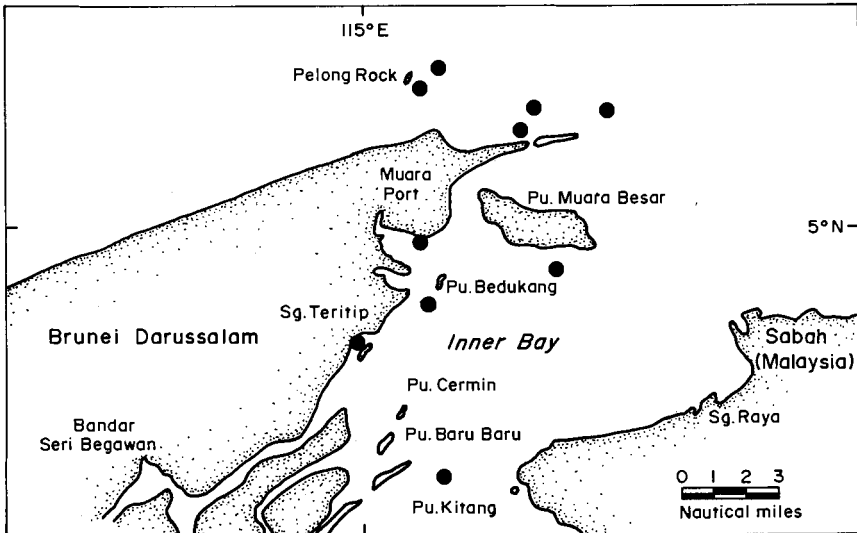 115°E
Pelong Rock
Muara
Port
Pu. Muara Besar
5°N
Pu. Bedukang
Sg. Teritip
Brunei Darussalam
Inner Bay
Sabah
(Malaysia)
Pu. Cermin
Sg. Raya
Bandar
Seri Begawan
Pu. Baru Baru
Pu. Kitang
0 1 2 3
Nautical miles